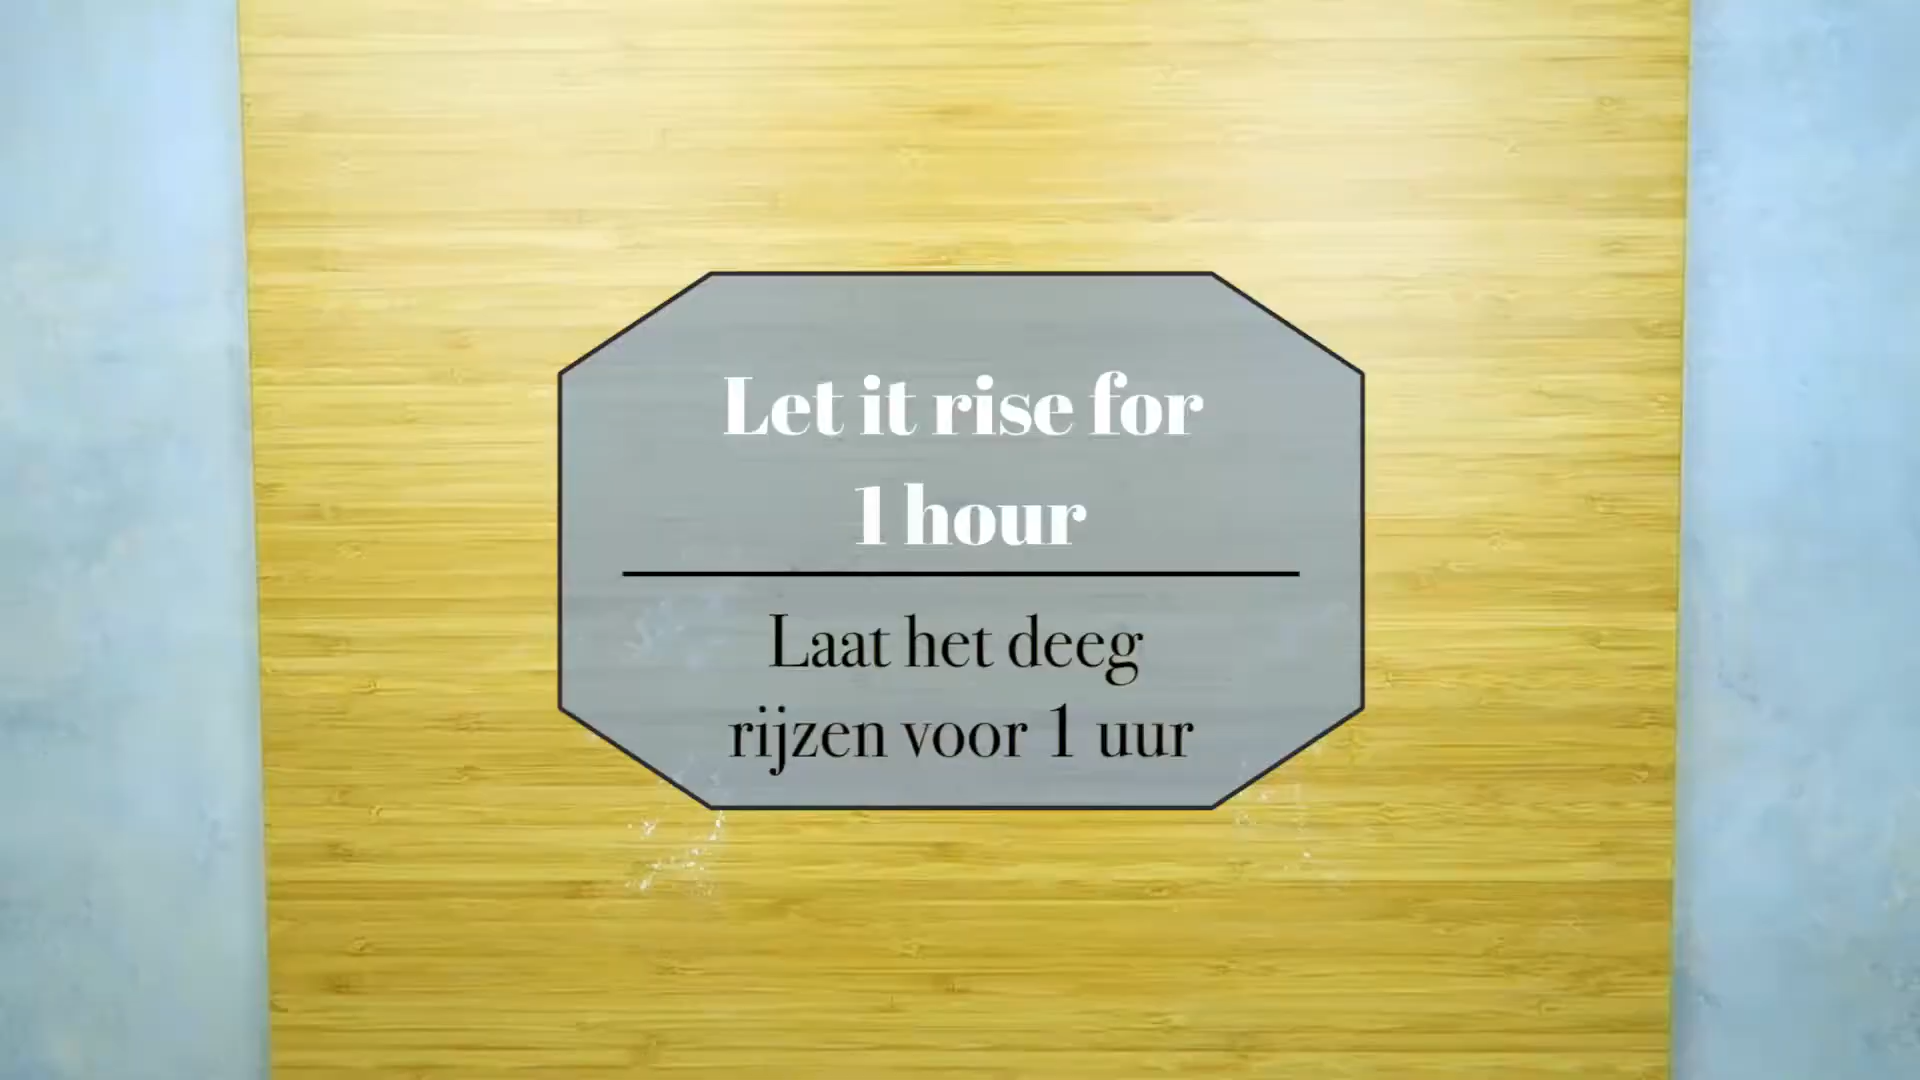 Let it rise for
1 hour
Laat het deeg
rijzen voor 1 uur